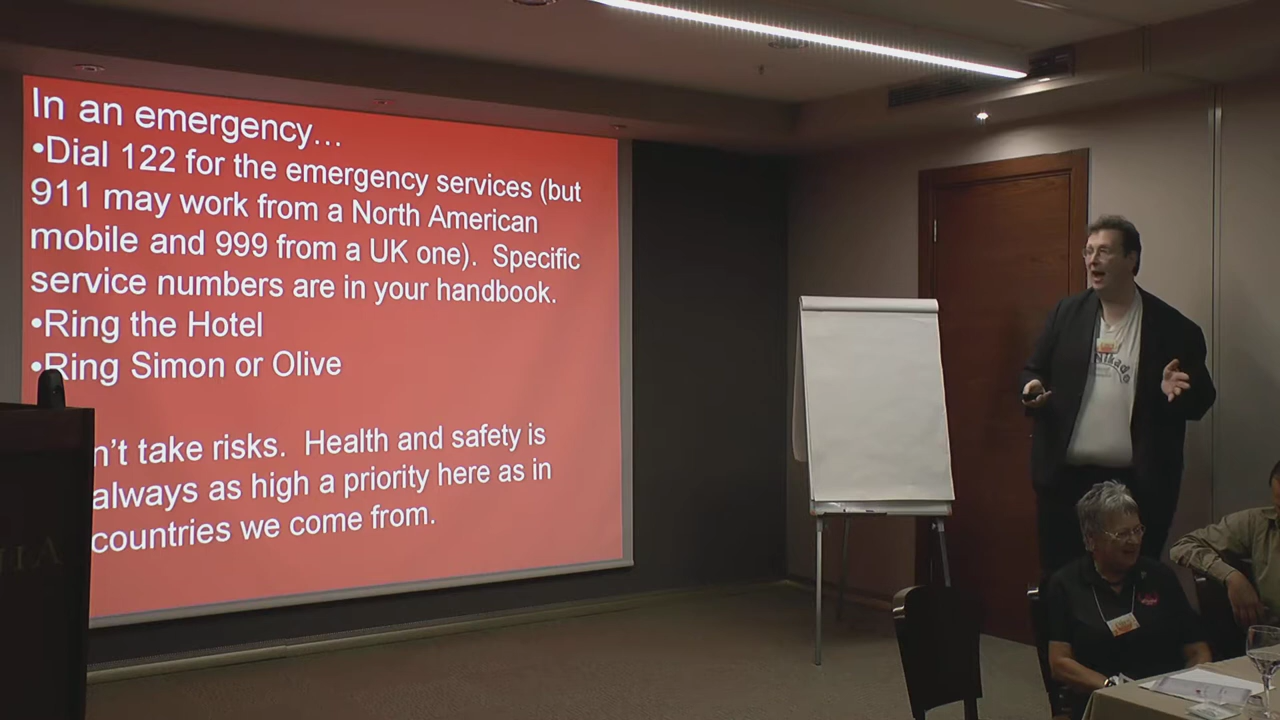 In an emergency...
•Dial 122 for the emergency services (but
911 may work from a North American
mobile and 999 from a UK one).  Specific
service numbers are in your handbook.
•Ring the Hotel
•Ring Simon or Olive
n't take risks.  Health and safety is
always as high a priority here as in
countries we come from.